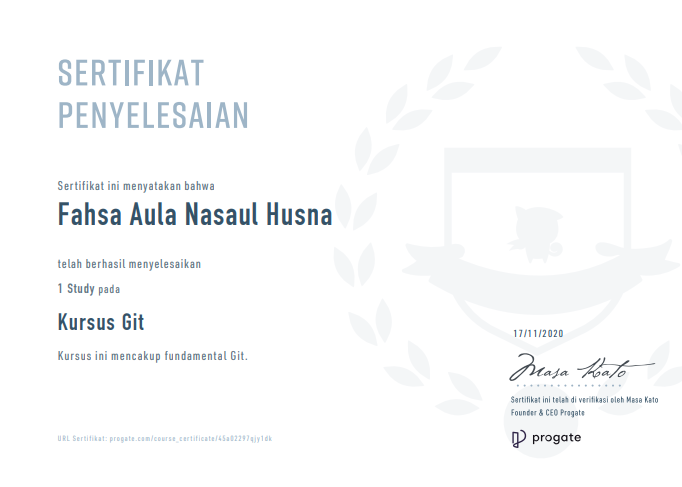 SERTIFIKAT
PENYELESAIAN
Sertifikat ini menyatakan bahwa
Fahsa Aula Nasaul Husna
telah berhasil menyelesaikan
1 Study pada
Kursus Git
Kursus ini mencakup fundamental Git.
17/11/2020
Masa Kato
Sertifikat ini telah di verifikasi oleh Masa Kato
Founder & CEO Progate
URL Sertifikat: progate.com/course_certificate/45a02297qjy1dk
progate